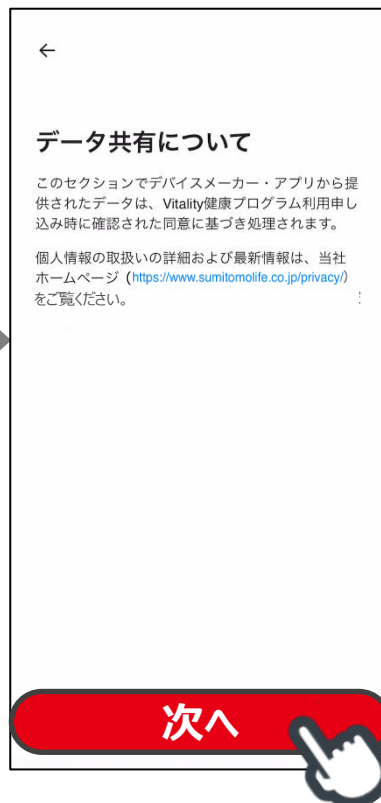 データ共有について
このセクションでデバイスメーカー・アプリから提
供されたデータは、Vitality健康プログラム利用申し
込み時に確認された同意に基づき処理されます。
個人情報の取扱いの詳細および最新情報は、当社
ホームページ（https://www.sumitomolife.co.jp/privacy/）
をご覧ください。
次へ